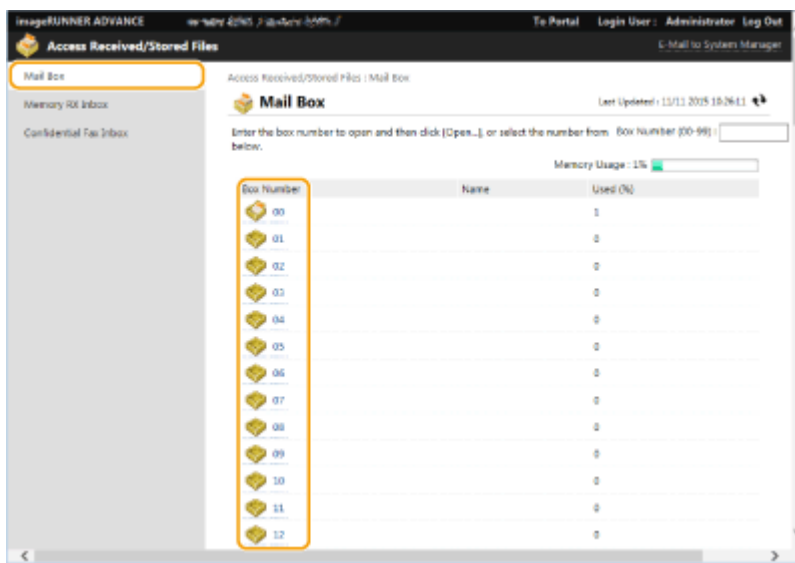 imageRUNNER ADVANCE To Portal Login User : Administrator Log Out
Access Received/Stored Files E-Mail to System Manager
Mail Box
Memory RX Inbox
Confidential Fax Inbox
Access Received/Stored Files : Mail Box
Mail Box Last Updated : 11/11 2015 10:26:11
Enter the box number to open and then click [Open...], or select the number from below. Box Number (00-99) :
Memory Usage : 1%
Box Number Name Used (%)
00 1
01 0
02 0
03 0
04 0
05 0
06 0
07 0
08 0
09 0
10 0
11 0
12 0